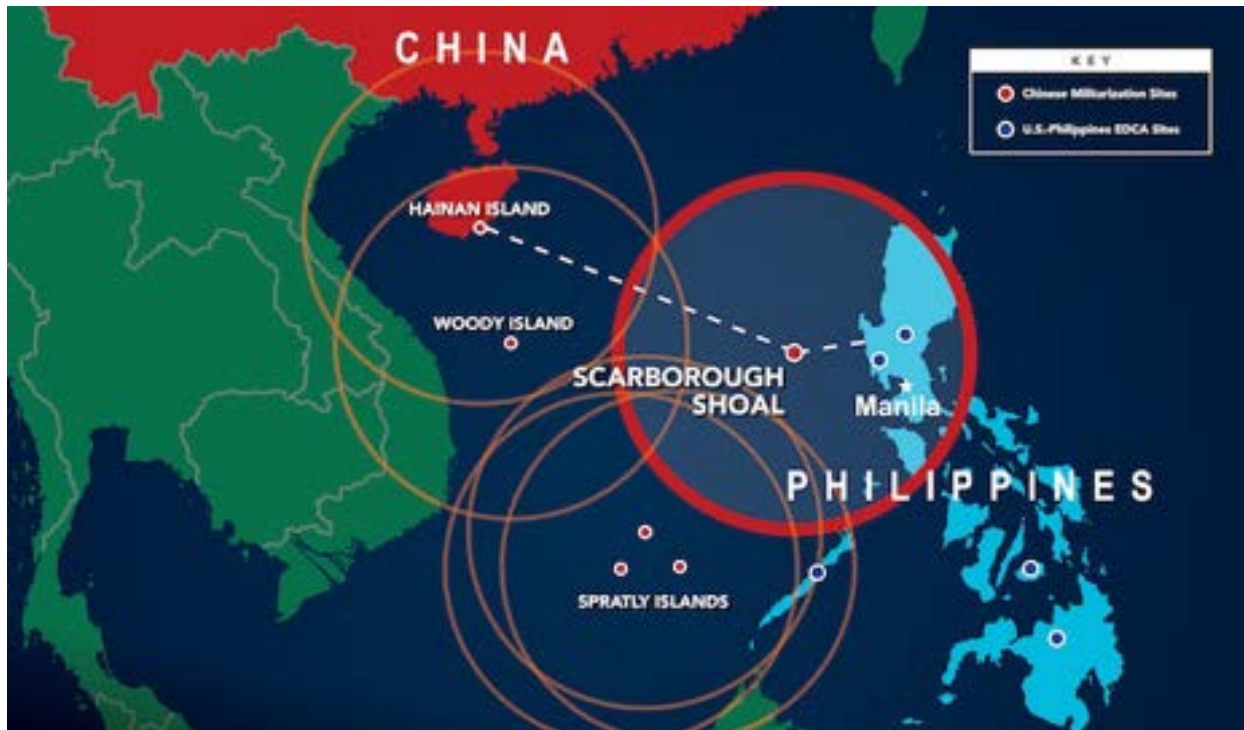 CHINA
KEY
Chinese Militarization Sites
U.S.-Philippines EDCA Sites
HAINAN ISLAND
WOODY ISLAND
SCARBOROUGH
SHOAL
Manila
PHILIPPINES
SPRATLY ISLANDS